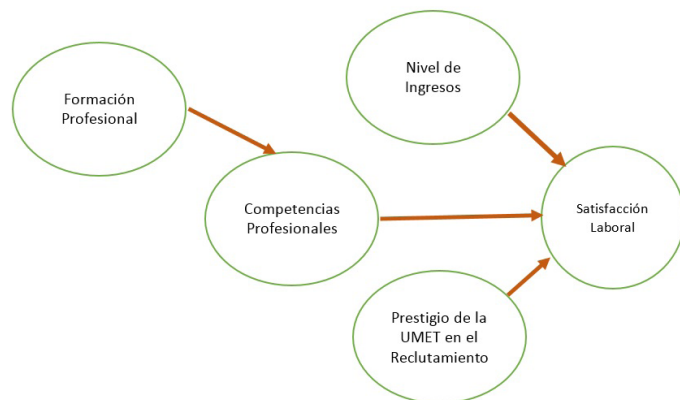 Formación
Profesional
Nivel de
Ingresos
Competencias
Profesionales
Satisfacción
Laboral
Prestigio de la
UMET en el
Reclutamiento